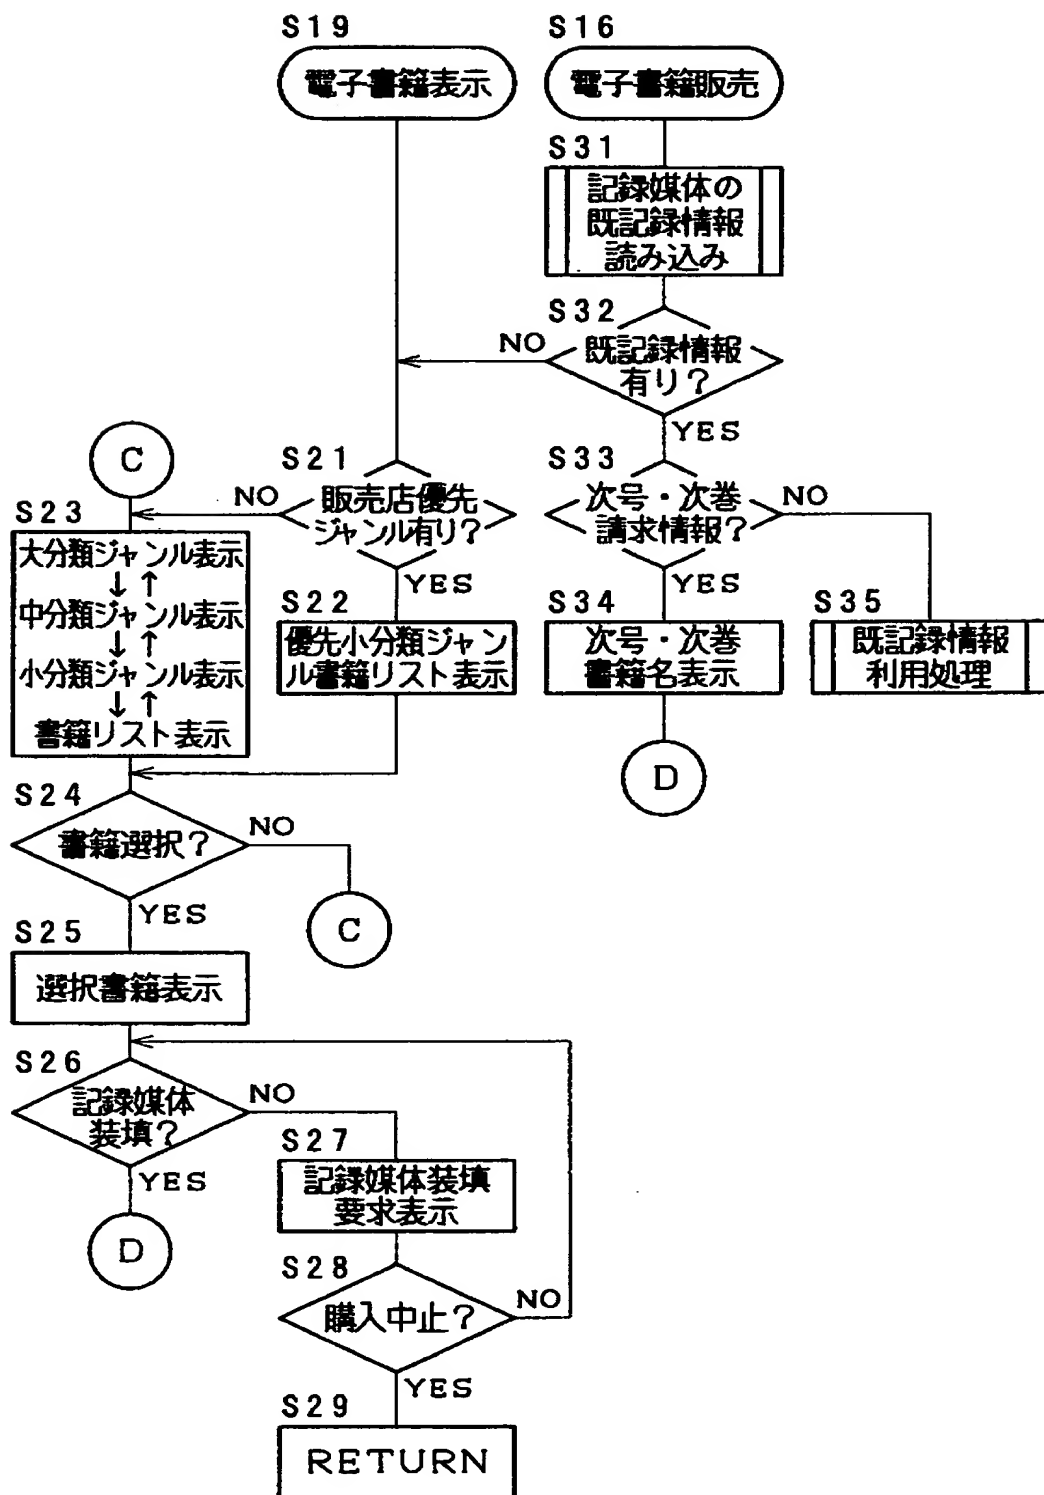 S19
電子書籍表示
S16
電子書籍販売
S31
記録媒体の
既記録情報
読み込み
S32
既記録情報
有り?
NO
YES
C
S21
販売店優先
ジャンル有り?
NO
YES
S33
次号・次巻
請求情報?
NO
YES
S23
大分類ジャンル表示
↓↑
中分類ジャンル表示
↓↑
小分類ジャンル表示
↓↑
書籍リスト表示
S22
優先小分類ジャン
ル書籍リスト表示
S34
次号・次巻
書籍名表示
S35
既記録情報
利用処理
D
S24
書籍選択?
NO
YES
C
S25
選択書籍表示
S26
記録媒体
装填?
NO
YES
D
S27
記録媒体装填
要求表示
S28
購入中止?
NO
YES
S29
RETURN